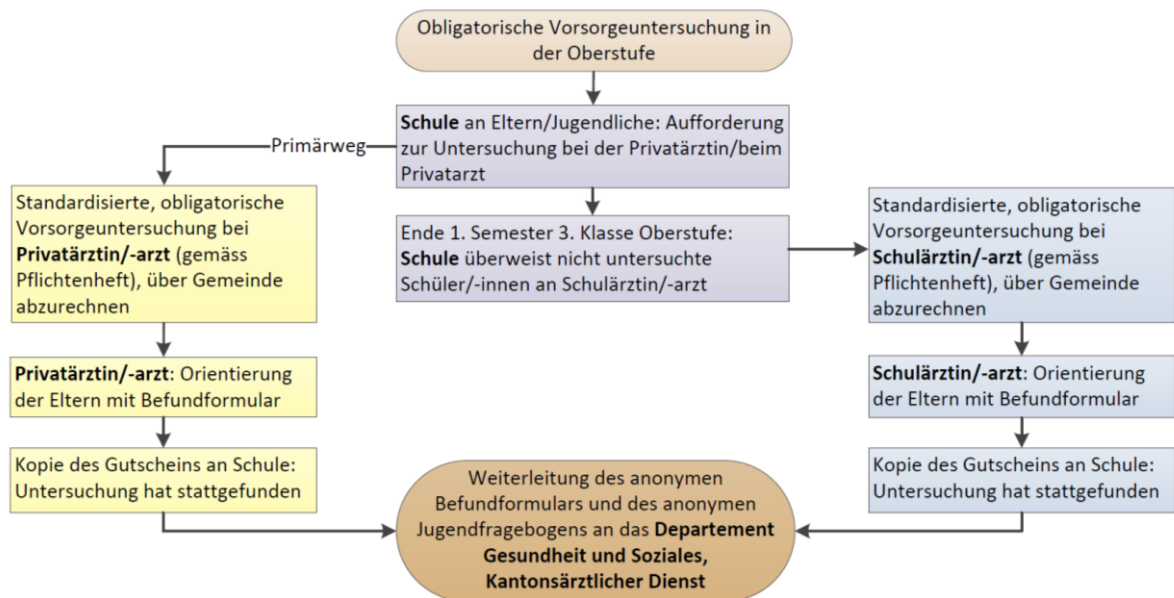 Obligatorische Vorsorgeuntersuchung in
der Oberstufe
Schule an Eltern/Jugendliche: Aufforderung
zur Untersuchung bei der Privatärztin/beim
Privatarzt
Primärweg
Standardisierte, obligatorische
Vorsorgeuntersuchung bei
Privatärztin/-arzt (gemäss
Pflichtenheft), über Gemeinde
abzurechnen
Ende 1. Semester 3. Klasse Oberstufe:
Schule überweist nicht untersuchte
Schüler/-innen an Schulärztin/-arzt
Standardisierte, obligatorische
Vorsorgeuntersuchung bei
Schulärztin/-arzt (gemäss
Pflichtenheft), über Gemeinde
abzurechnen
Privatärztin/-arzt: Orientierung
der Eltern mit Befundformular
Schulärztin/-arzt: Orientierung
der Eltern mit Befundformular
Kopie des Gutscheins an Schule:
Untersuchung hat stattgefunden
Kopie des Gutscheins an Schule:
Untersuchung hat stattgefunden
Weiterleitung des anonymen
Befundformulars und des anonymen
Jugendfragebogens an das Departement
Gesundheit und Soziales,
Kantonsärztlicher Dienst